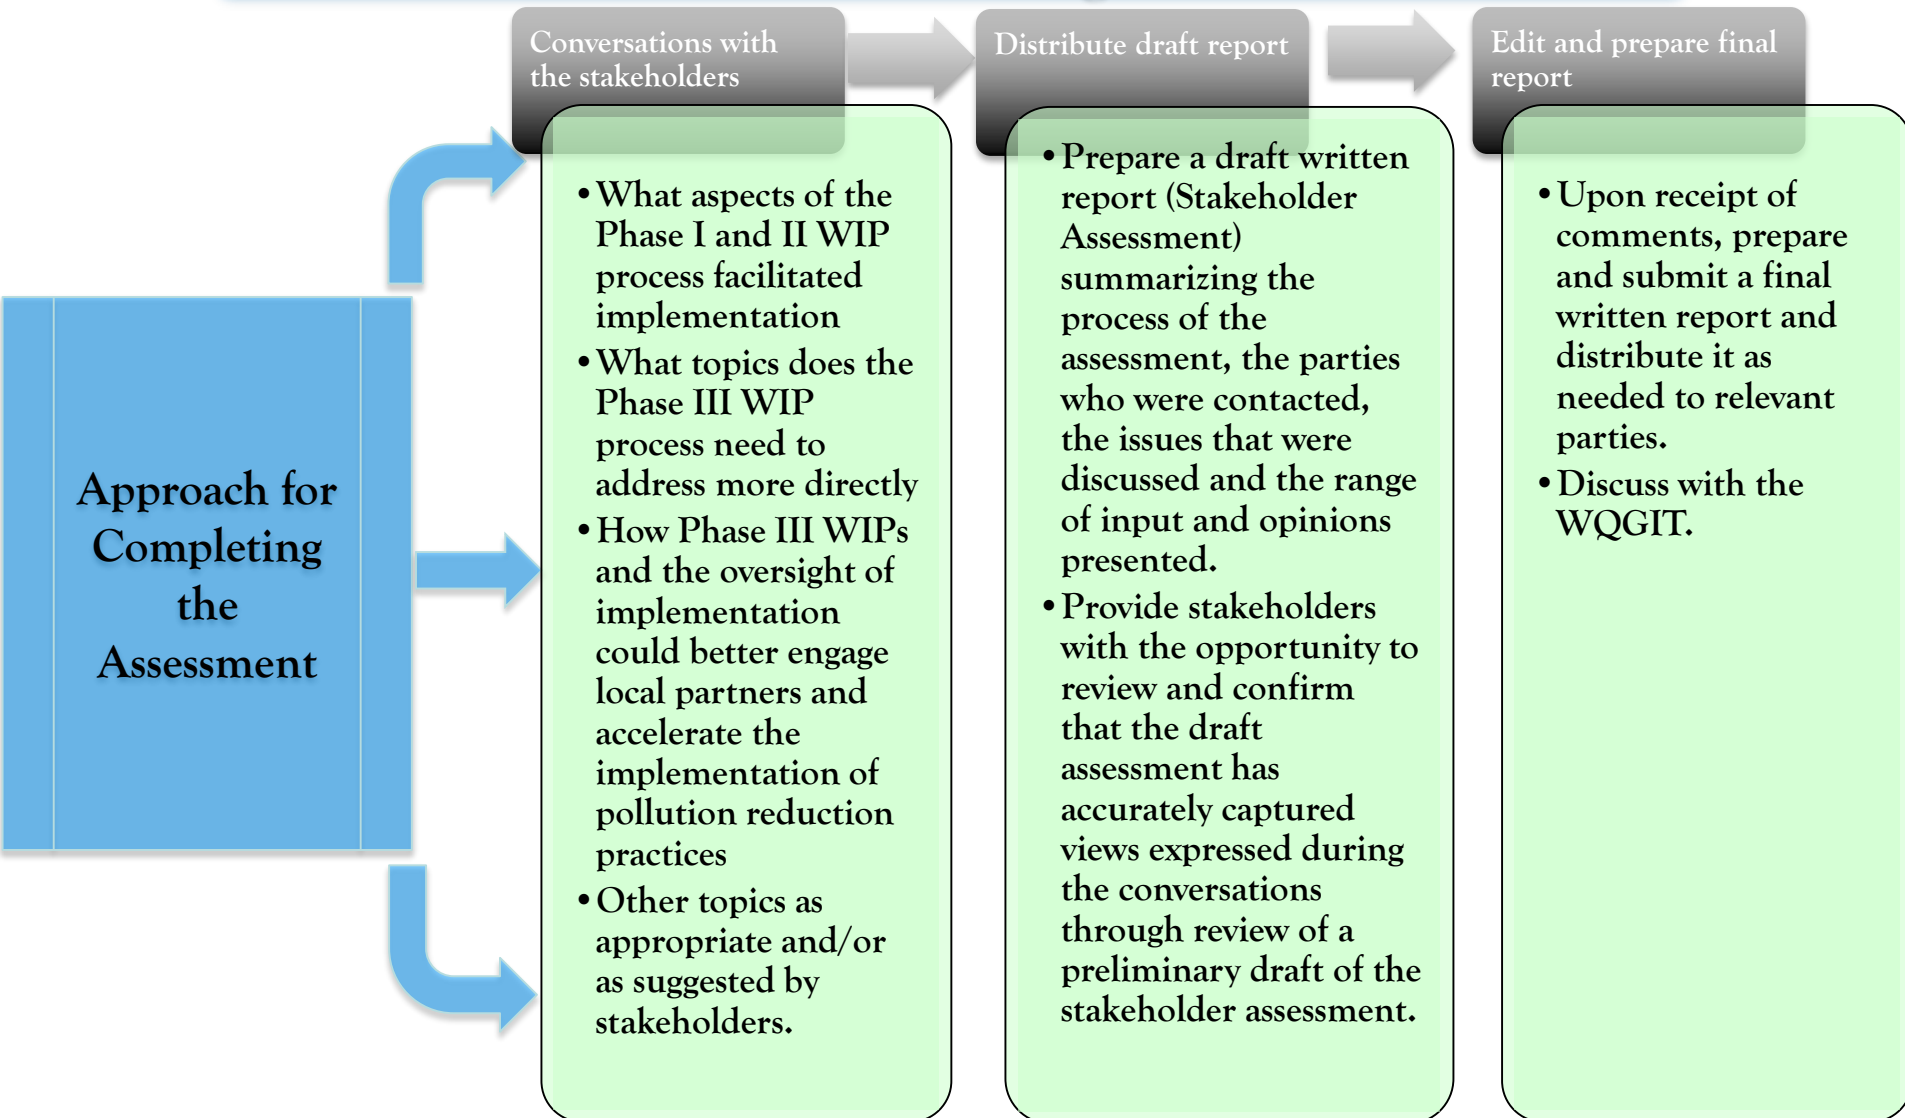 Approach for
Completing
the
Assessment
Conversations with
the stakeholders
• What aspects of the
Phase I and II WIP
process facilitated
implementation
• What topics does the
Phase III WIP
process need to
address more directly
• How Phase III WIPs
and the oversight of
implementation
could better engage
local partners and
accelerate the
implementation of
pollution reduction
practices
• Other topics as
appropriate and/or
as suggested by
stakeholders.
Distribute draft report
• Prepare a draft written
report (Stakeholder
Assessment)
summarizing the
process of the
assessment, the parties
who were contacted,
the issues that were
discussed and the range
of input and opinions
presented.
• Provide stakeholders
with the opportunity to
review and confirm
that the draft
assessment has
accurately captured
views expressed during
the conversations
through review of a
preliminary draft of the
stakeholder assessment.
Edit and prepare final
report
• Upon receipt of
comments, prepare
and submit a final
written report and
distribute it as
needed to relevant
parties.
• Discuss with the
WQGIT.